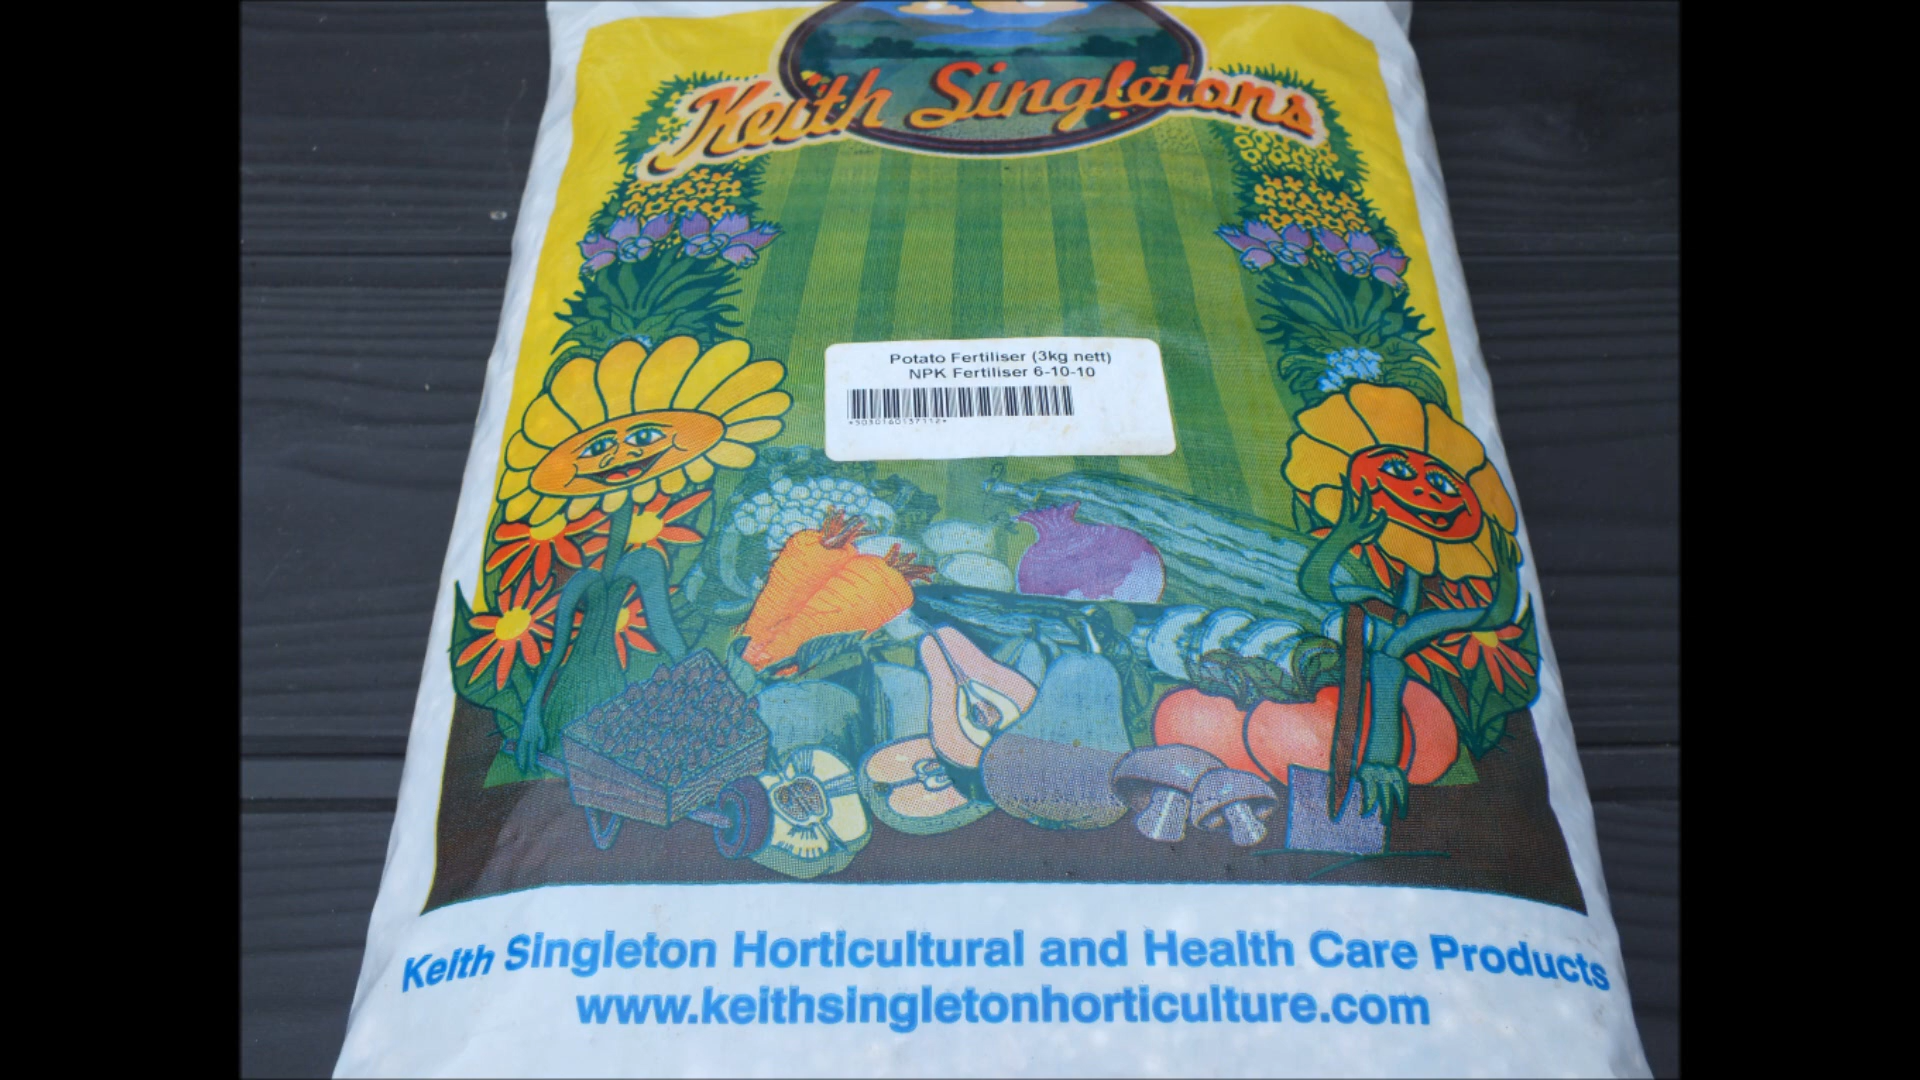 Keith Singletons
Potato Fertiliser (3kg nett)
NPK Fertiliser 6-10-10
*5030160137112*
Keith Singleton Horticultural and Health Care Products
www.keithsingletonhorticulture.com